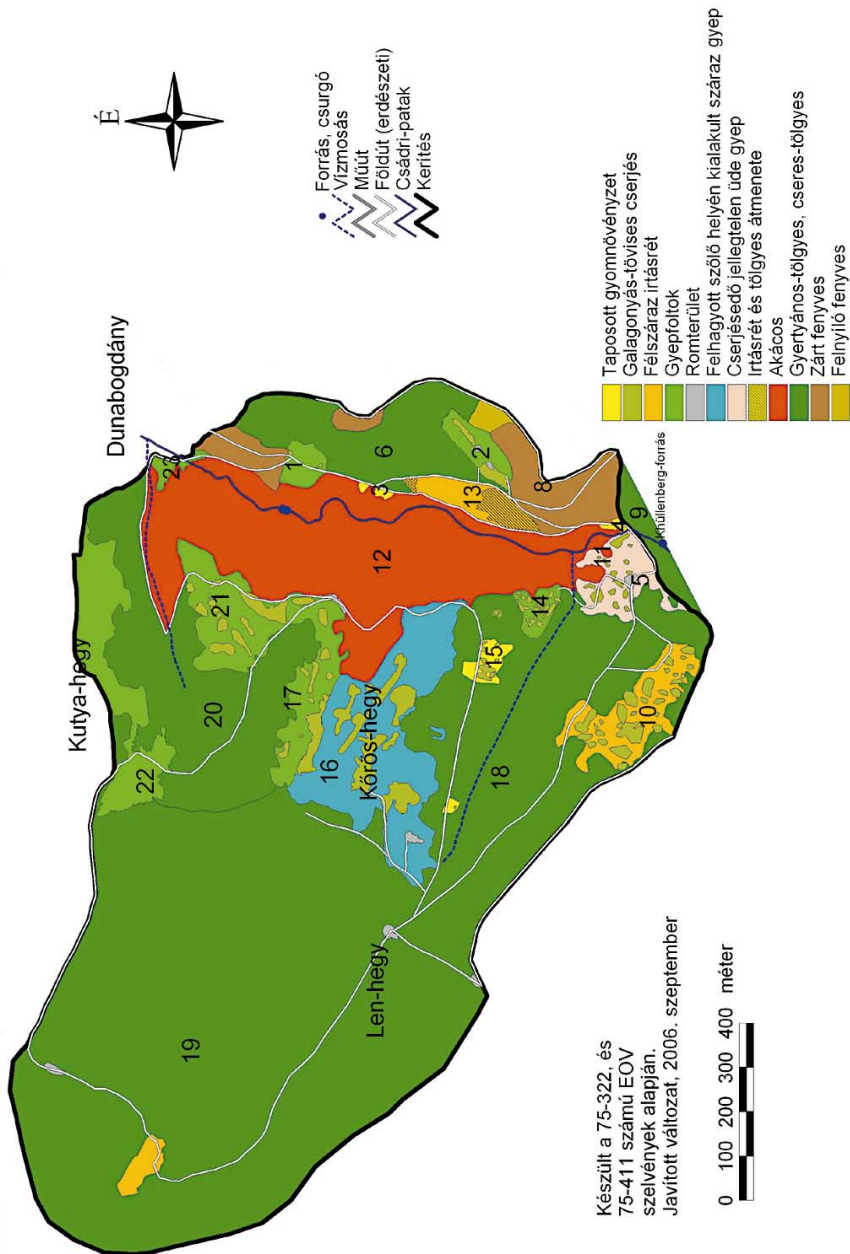 É
Forrás, csurgó
Vízmosás
Műút
Földút (erdészeti)
Csádri-patak
Kerítés
Dunabogdány
Kutya-hegy
Kőrös-hegy
Len-hegy
Khüllenberg-forrás
23
1
6
2
3
13
8
12
4
9
11
5
21
14
20
17
15
22
16
10
18
19
Taposott gyomnövényzet
Galagonyás-tövises cserjés
Félszáraz irtásrét
Gyepfoltok
Romterület
Felhagyott szőlő helyén kialakult száraz gyep
Cserjésedő jellegtelen üde gyep
Irtásrét és tölgyes átmenete
Akácos
Gyertyános-tölgyes, cseres-tölgyes
Zárt fenyves
Felnyíló fenyves
Készült a 75-322, és
75-411 számú EOV
szelvények alapján.
Javított változat, 2006. szeptember
0 100 200 300 400 méter